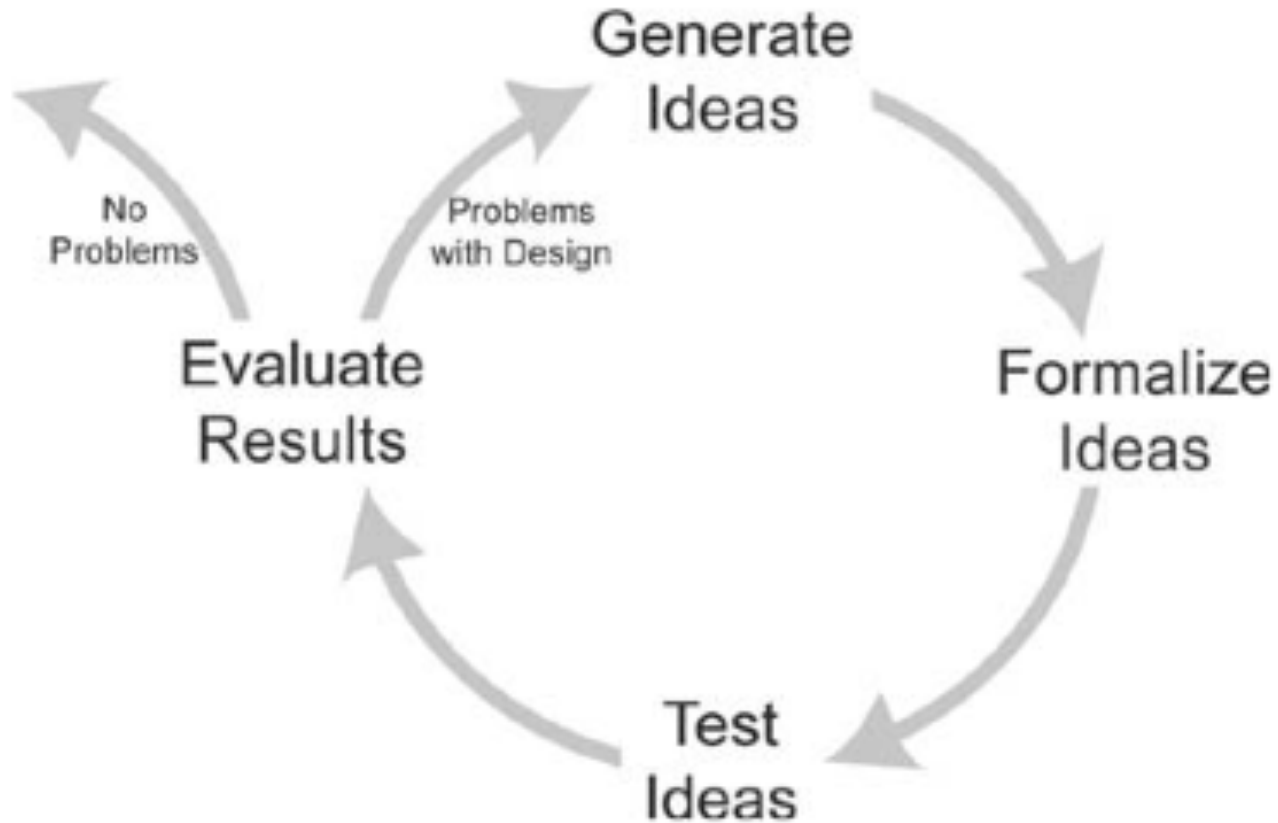 Generate
Ideas
No
Problems
Problems
with Design
Evaluate
Results
Formalize
Ideas
Test
Ideas